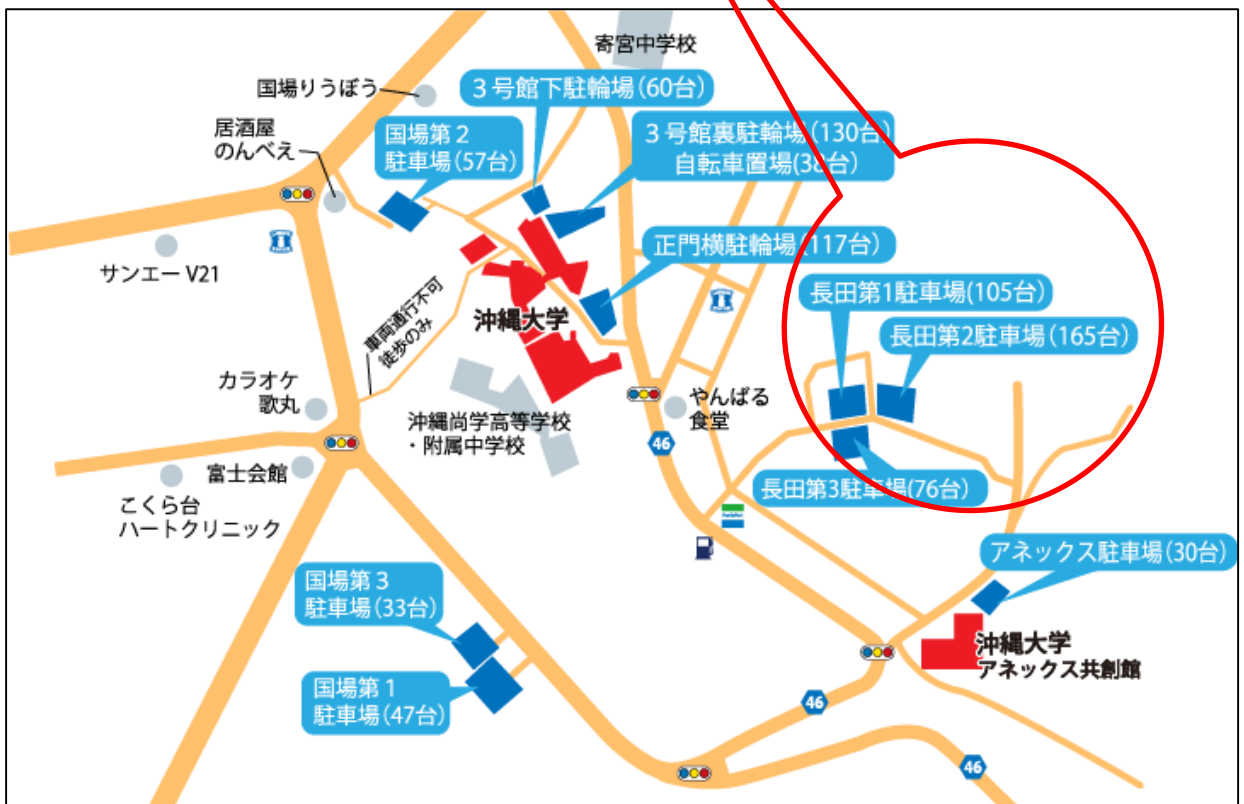 寄宮中学校
国場りうぼう
３号館下駐輪場(60台)
居酒屋
のんべえ
国場第２
駐車場(57台)
３号館裏駐輪場(130台)
自転車置場(38台)
サンエー V21
正門横駐輪場(117台)
車両通行不可
徒歩のみ
沖縄大学
長田第1駐車場(105台)
長田第2駐車場(165台)
カラオケ
歌丸
沖縄尚学高等学校
・附属中学校
やんばる
食堂
46
富士会館
こくら台
ハートクリニック
長田第3駐車場(76台)
FamilyMart
アネックス駐車場(30台)
国場第３
駐車場(33台)
沖縄大学
アネックス共創館
国場第１
駐車場(47台)
46
46